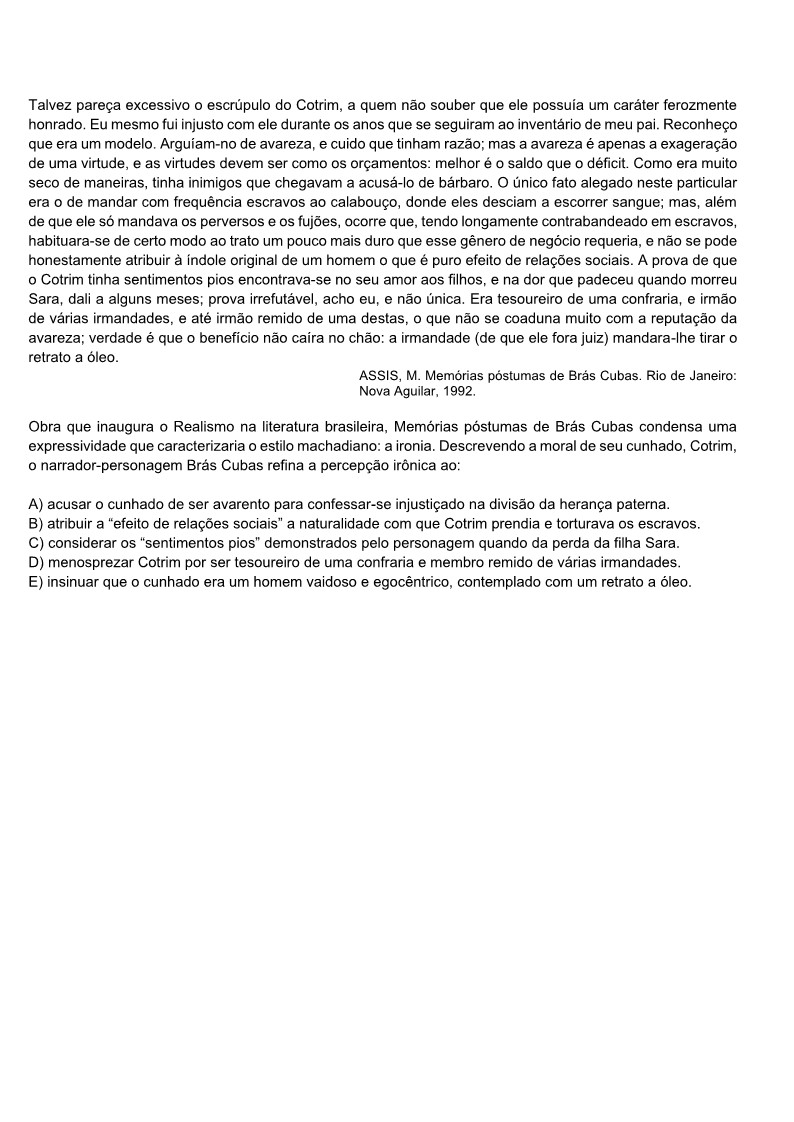 Talvez pareça excessivo o escrúpulo do Cotrim, a quem não souber que ele possuía um caráter ferozmente
honrado. Eu mesmo fui injusto com ele durante os anos que se seguiram ao inventário de meu pai. Reconheço
que era um modelo. Arguíam-no de avareza, e cuido que tinham razão; mas a avareza é apenas a exageração
de uma virtude, e as virtudes devem ser como os orçamentos: melhor é o saldo que o déficit. Como era muito
seco de maneiras, tinha inimigos que chegavam a acusá-lo de bárbaro. O único fato alegado neste particular
era o de mandar com frequência escravos ao calabouço, donde eles desciam a escorrer sangue; mas, além
de que ele só mandava os perversos e os fujões, ocorre que, tendo longamente contrabandeado em escravos,
habituara-se de certo modo ao trato um pouco mais duro que esse gênero de negócio requeria, e não se pode
honestamente atribuir à índole original de um homem o que é puro efeito de relações sociais. A prova de que
o Cotrim tinha sentimentos pios encontrava-se no seu amor aos filhos, e na dor que padeceu quando morreu
Sara, dali a alguns meses; prova irrefutável, acho eu, e não única. Era tesoureiro de uma confraria, e irmão
de várias irmandades, e até irmão remido de uma destas, o que não se coaduna muito com a reputação da
avareza; verdade é que o benefício não caíra no chão: a irmandade (de que ele fora juiz) mandara-lhe tirar o
retrato a óleo.
ASSIS, M. Memórias póstumas de Brás Cubas. Rio de Janeiro:
Nova Aguilar, 1992.
Obra que inaugura o Realismo na literatura brasileira, Memórias póstumas de Brás Cubas condensa uma
expressividade que caracterizaria o estilo machadiano: a ironia. Descrevendo a moral de seu cunhado, Cotrim,
o narrador-personagem Brás Cubas refina a percepção irônica ao:
A) acusar o cunhado de ser avarento para confessar-se injustiçado na divisão da herança paterna.
B) atribuir a “efeito de relações sociais” a naturalidade com que Cotrim prendia e torturava os escravos.
C) considerar os “sentimentos pios” demonstrados pelo personagem quando da perda da filha Sara.
D) menosprezar Cotrim por ser tesoureiro de uma confraria e membro remido de várias irmandades.
E) insinuar que o cunhado era um homem vaidoso e egocêntrico, contemplado com um retrato a óleo.